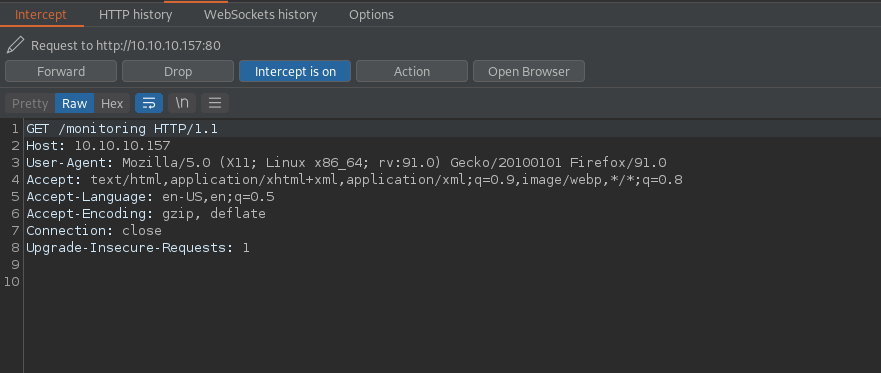 Intercept HTTP history WebSockets history Options
Request to http://10.10.10.157:80
Forward Drop Intercept is on Action Open Browser
Pretty Raw Hex \n
1 GET /monitoring HTTP/1.1
2 Host: 10.10.10.157
3 User-Agent: Mozilla/5.0 (X11; Linux x86_64; rv:91.0) Gecko/20100101 Firefox/91.0
4 Accept: text/html,application/xhtml+xml,application/xml;q=0.9,image/webp,*/*;q=0.8
5 Accept-Language: en-US,en;q=0.5
6 Accept-Encoding: gzip, deflate
7 Connection: close
8 Upgrade-Insecure-Requests: 1
9
10